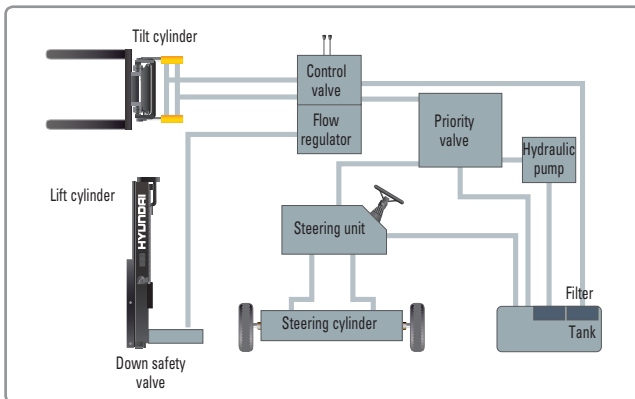 Tilt cylinder
Control
valve
Flow
regulator
Priority
valve
Hydraulic
pump
Lift cylinder
HYUNDAI
Steering unit
Filter
Steering cylinder
Tank
Down safety
valve